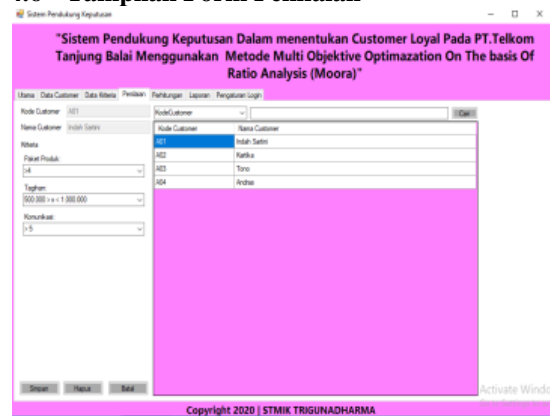 4.6 Tampilan Form Penilaian
Sistem Pendukung Keputusan
"Sistem Pendukung Keputusan Dalam menentukan Customer Loyal Pada PT.Telkom
Tanjung Balai Menggunakan Metode Multi Objektive Optimazation On The basis Of
Ratio Analysis (Moora)"
Utama Data Customer Data Kriteria Penilaian Perhitungan Laporan Pengaturan Login
Kode Customer A01 KodeCustomer Cari
Nama Customer Indah Sartini Kode Customer Nama Customer
Kriteria A01 Indah Sartini
Paket Produk: A02 Kartika
>4 A03 Tono
Tagihan: A04 Andrea
500.000 > x < 1.000.000
Komunikasi:
> 5
Simpan Hapus Batal
Activate Windo
Copyright 2020 | STMIK TRIGUNADHARMA